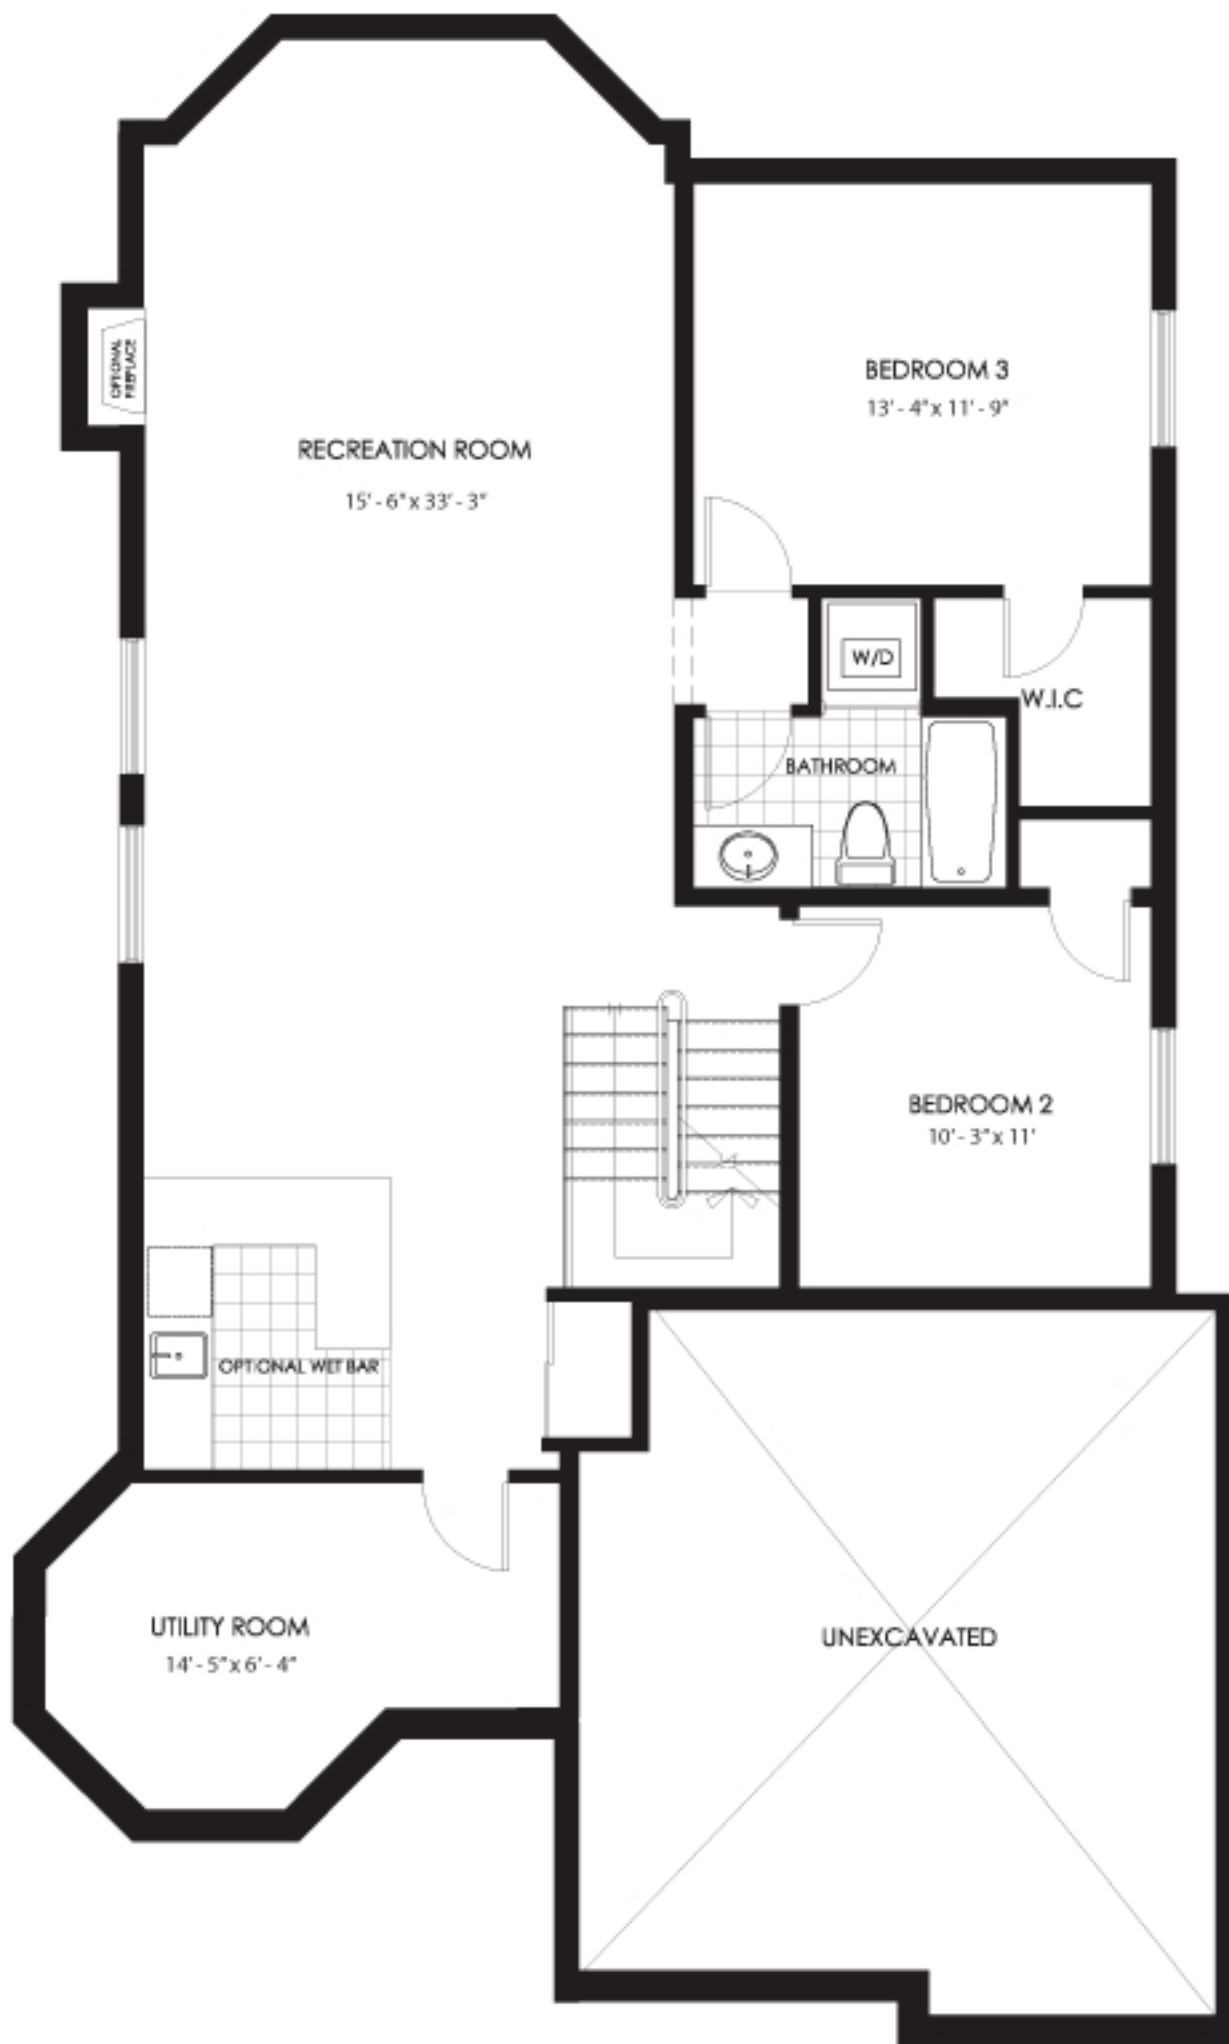 BEDROOM 3
13' - 4" x 11' - 9"
OPTIONAL
FIREPLACE
RECREATION ROOM
15' - 6" x 33' - 3"
W/D
W.I.C
BATHROOM
BEDROOM 2
10' - 3" x 11'
OPTIONAL WET BAR
UTILITY ROOM
14' - 5" x 6' - 4"
UNEXCAVATED